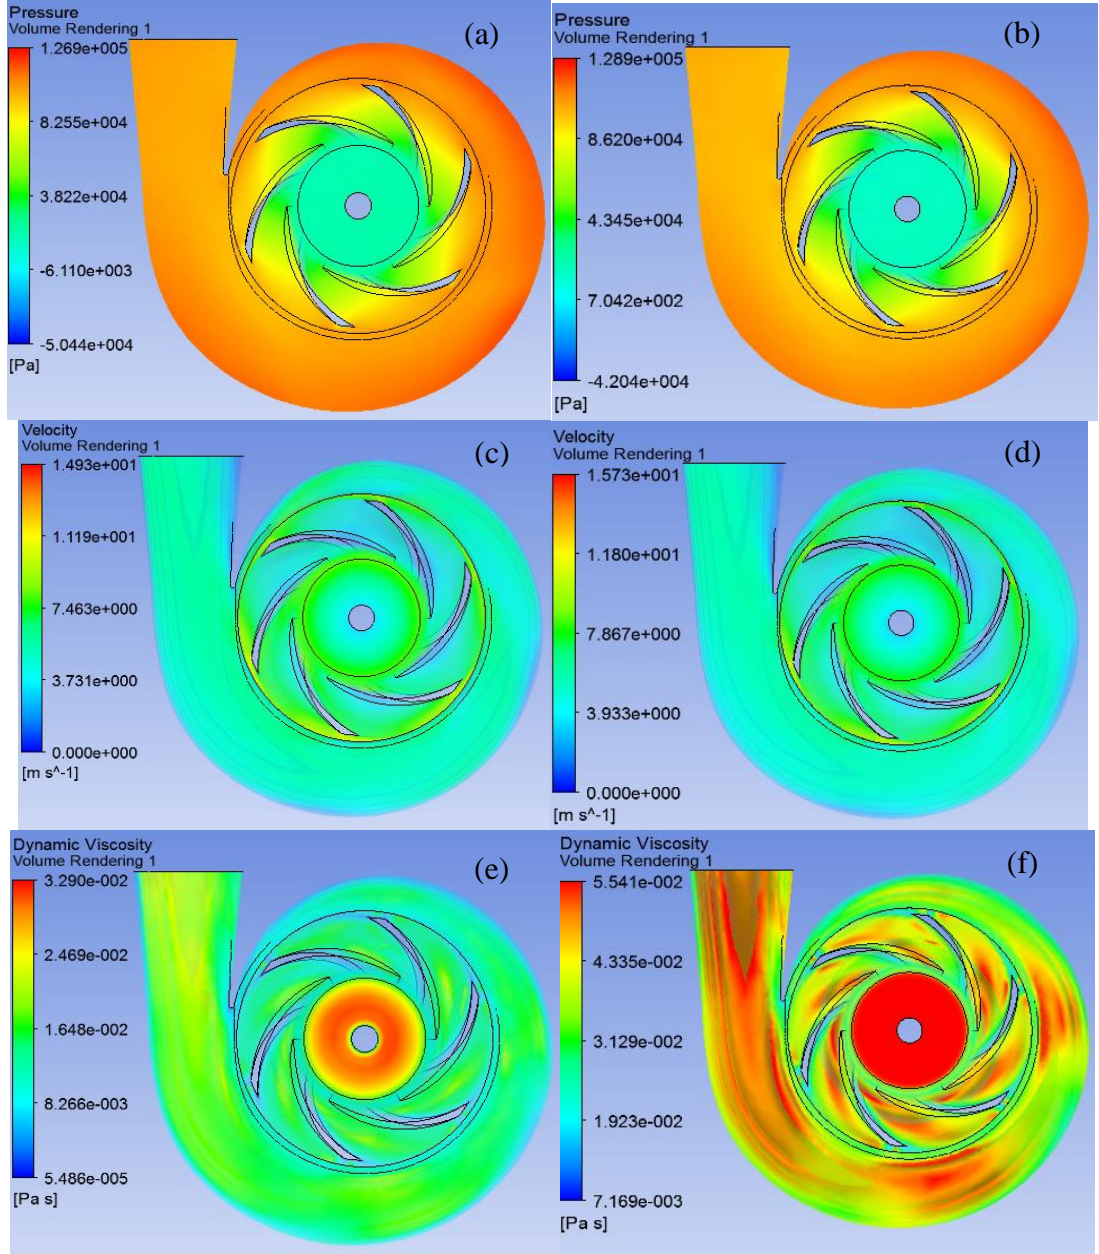 Pressure
Volume Rendering 1
(a)
1.269e+005
8.255e+004
3.822e+004
-6.110e+003
-5.044e+004
[Pa]
Pressure
Volume Rendering 1
(b)
1.289e+005
8.620e+004
4.345e+004
7.042e+002
-4.204e+004
[Pa]
Velocity
Volume Rendering 1
(c)
1.493e+001
1.119e+001
7.463e+000
3.731e+000
0.000e+000
[m s^-1]
Velocity
Volume Rendering 1
(d)
1.573e+001
1.180e+001
7.867e+000
3.933e+000
0.000e+000
[m s^-1]
Dynamic Viscosity
Volume Rendering 1
(e)
3.290e-002
2.469e-002
1.648e-002
8.266e-003
5.486e-005
[Pa s]
Dynamic Viscosity
Volume Rendering 1
(f)
5.541e-002
4.335e-002
3.129e-002
1.923e-002
7.169e-003
[Pa s]